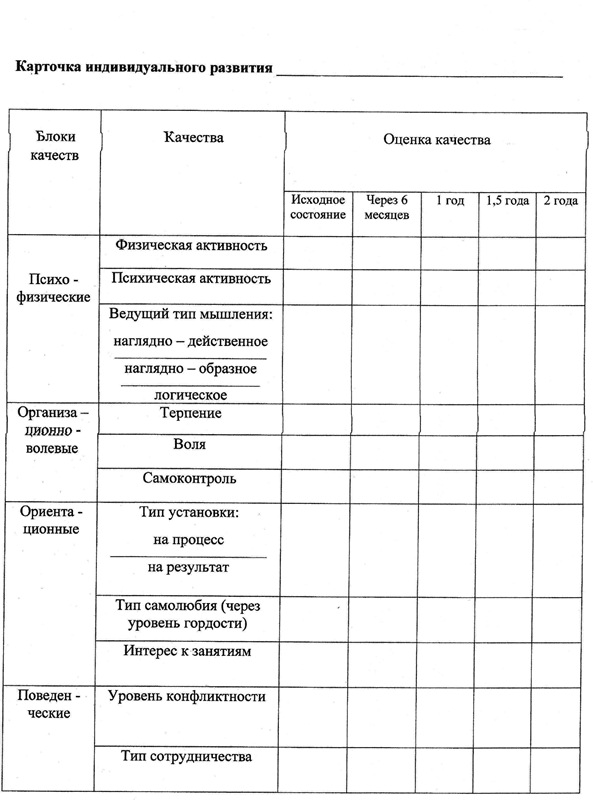 Карточка индивидуального развития
Блоки
качеств
Качества
Оценка качества
Исходное
состояние
Через 6
месяцев
1 год
1,5 года
2 года
Психо -
физические
Физическая активность
Психическая активность
Ведущий тип мышления:
наглядно – действенное
наглядно – образное
логическое
Организа –
ционно -
волевые
Терпение
Воля
Самоконтроль
Ориента -
ционные
Тип установки:
на процесс
на результат
Тип самолюбия (через
уровень гордости)
Интерес к занятиям
Поведен -
ческие
Уровень конфликтности
Тип сотрудничества